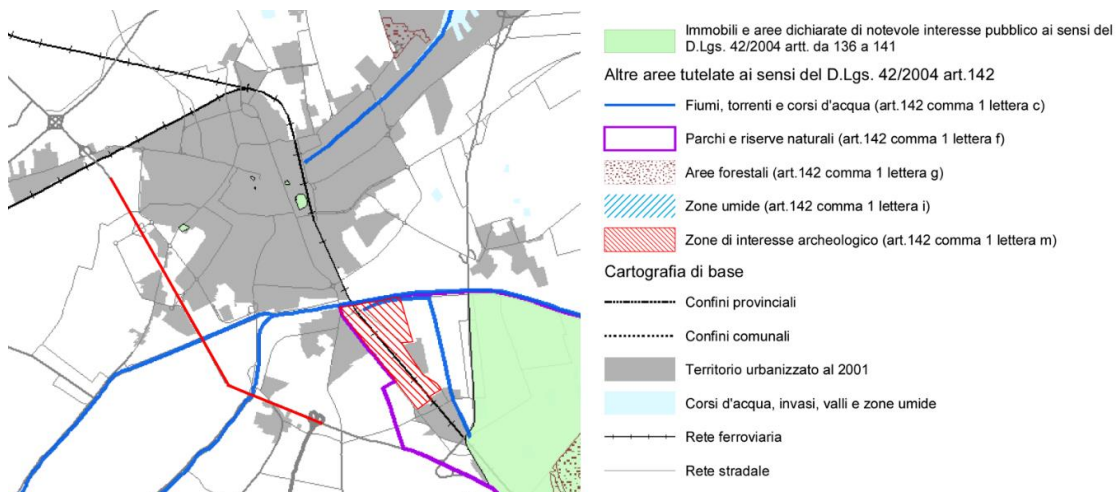 Immobili e aree dichiarate di notevole interesse pubblico ai sensi del
D.Lgs. 42/2004 artt. da 136 a 141
Altre aree tutelate ai sensi del D.Lgs. 42/2004 art.142
Fiumi, torrenti e corsi d'acqua (art.142 comma 1 lettera c)
Parchi e riserve naturali (art.142 comma 1 lettera f)
Aree forestali (art.142 comma 1 lettera g)
Zone umide (art.142 comma 1 lettera i)
Zone di interesse archeologico (art.142 comma 1 lettera m)
Cartografia di base
Confini provinciali
Confini comunali
Territorio urbanizzato al 2001
Corsi d'acqua, invasi, valli e zone umide
Rete ferroviaria
Rete stradale